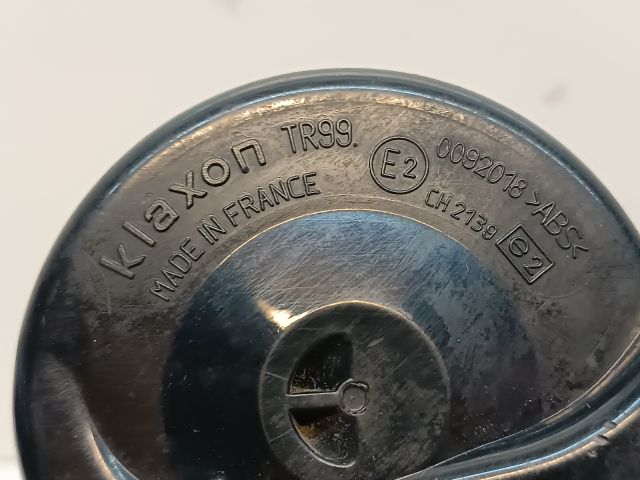 klaxon TR99. E2 0092018 >ABS<
MADE IN FRANCE CH 2139 e2